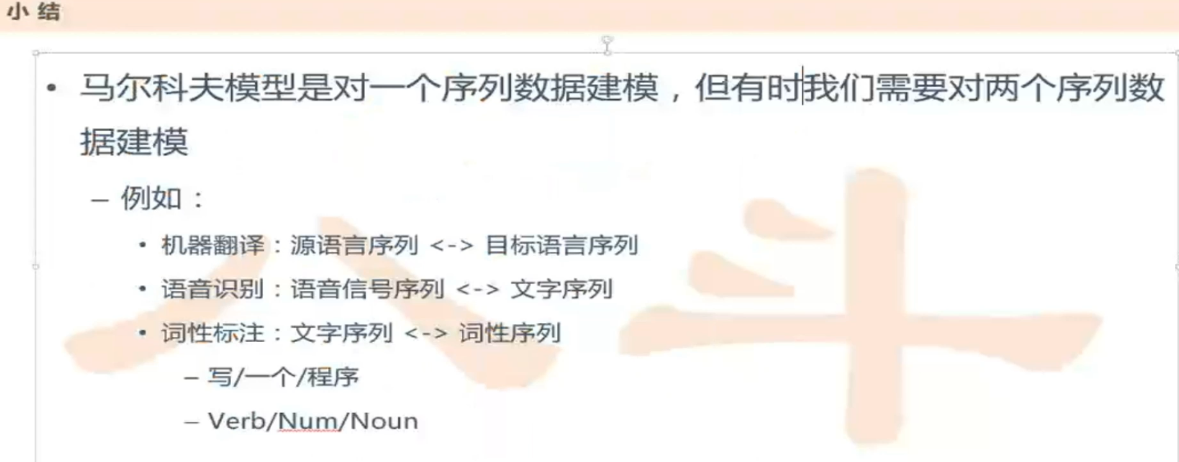 小 结
• 马尔科夫模型是对一个序列数据建模，但有时我们需要对两个序列数
据建模
– 例如：
• 机器翻译：源语言序列 <-> 目标语言序列
• 语音识别：语音信号序列 <-> 文字序列
• 词性标注：文字序列 <-> 词性序列
– 写/一个/程序
– Verb/Num/Noun
八斗